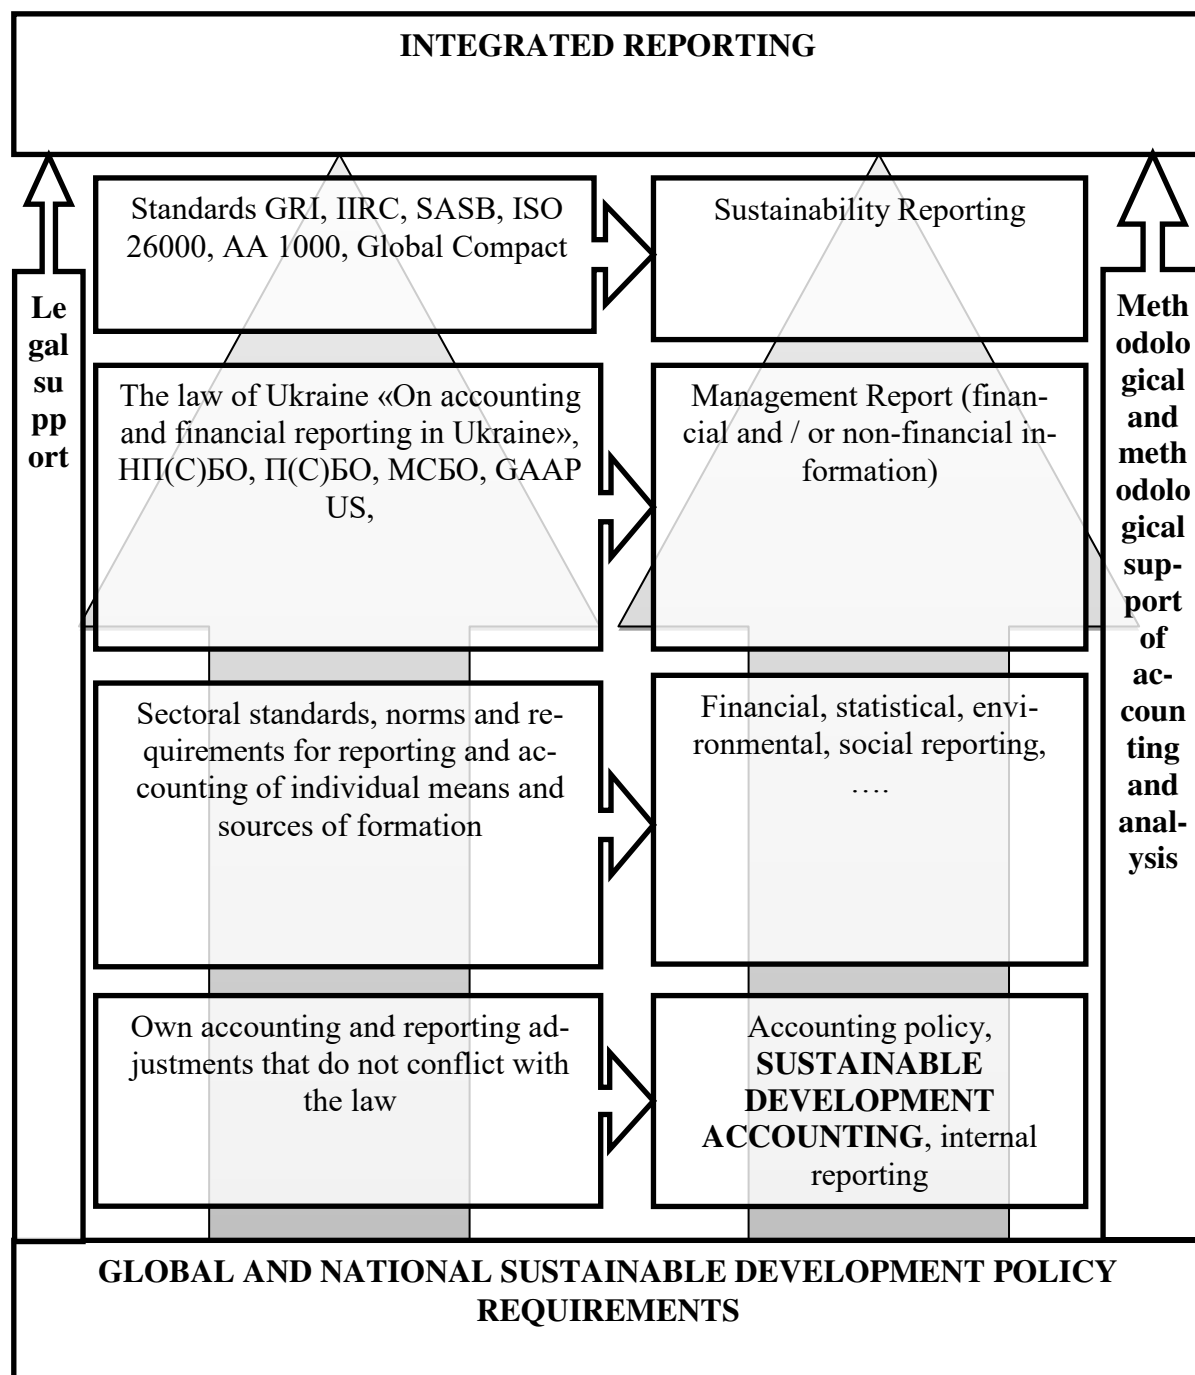 INTEGRATED REPORTING
Standards GRI, IIRC, SASB, ISO
26000, AA 1000, Global Compact
Sustainability Reporting
Le
gal
su
pp
ort
The law of Ukraine «On accounting
and financial reporting in Ukraine»,
НП(С)БО, П(С)БО, МСБО, GAAP
US,
Management Report (finan-
cial and / or non-financial in-
formation)
Meth
odolo
gical
and
meth
odolo
gical
sup-
port
of
ac-
coun
ting
and
anal-
ysis
Sectoral standards, norms and re-
quirements for reporting and ac-
counting of individual means and
sources of formation
Financial, statistical, envi-
ronmental, social reporting,
….
Own accounting and reporting ad-
justments that do not conflict with
the law
Accounting policy,
SUSTAINABLE
DEVELOPMENT
ACCOUNTING, internal
reporting
GLOBAL AND NATIONAL SUSTAINABLE DEVELOPMENT POLICY
REQUIREMENTS